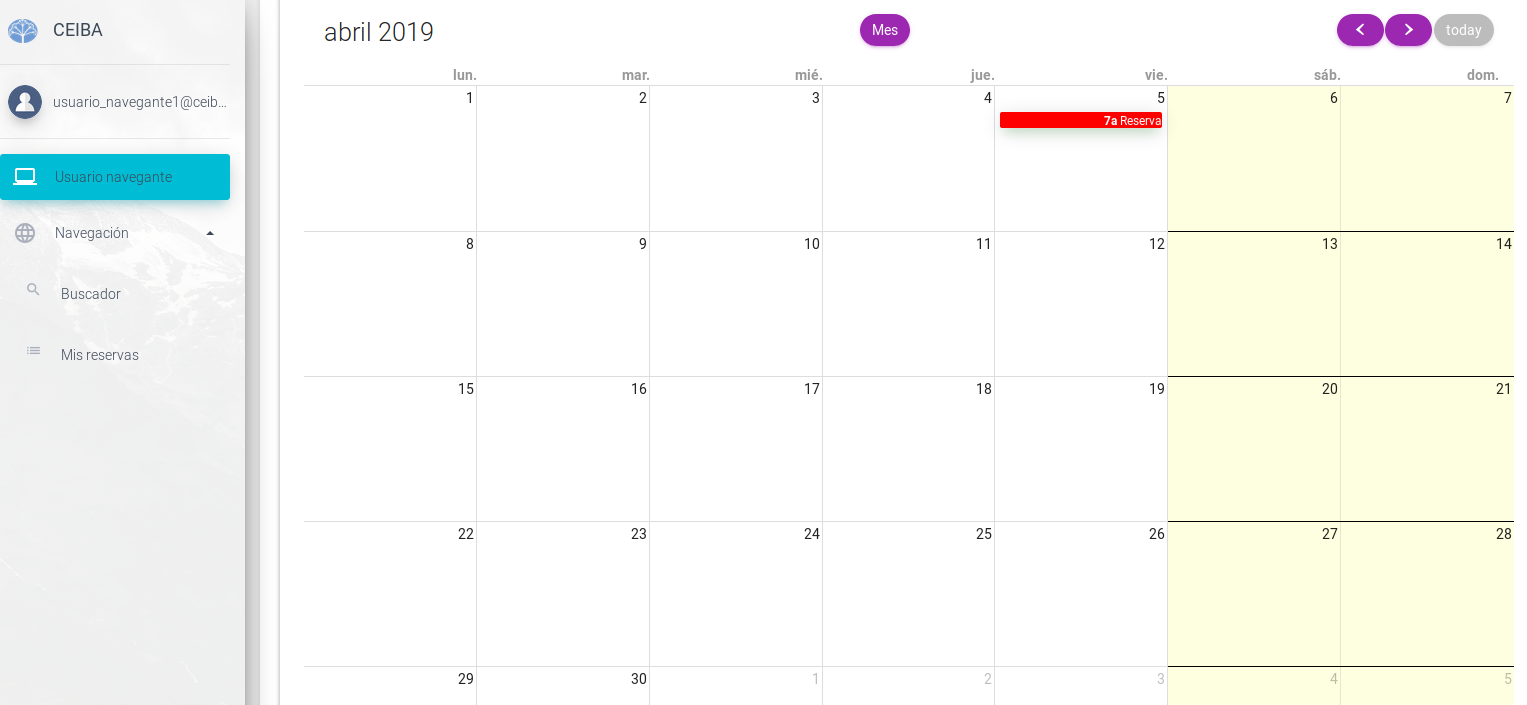 CEIBA
usuario_navegante1@ceib...
Usuario navegante
Navegación
Buscador
Mis reservas
abril 2019
Mes
today
lun. mar. mié. jue. vie. sáb. dom.
1 2 3 4 5 6 7
7a Reserva
8 9 10 11 12 13 14
15 16 17 18 19 20 21
22 23 24 25 26 27 28
29 30 1 2 3 4 5